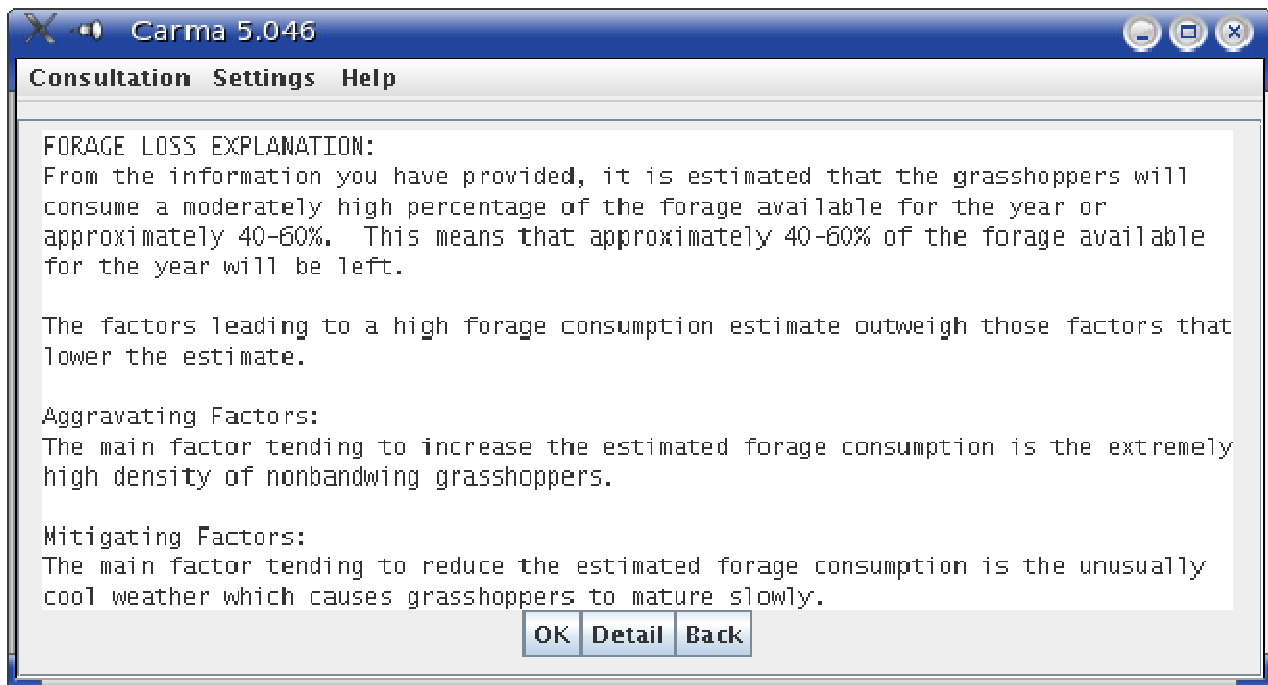 Carma 5.046
Consultation Settings Help
FORAGE LOSS EXPLANATION:
From the information you have provided, it is estimated that the grasshoppers will
consume a moderately high percentage of the forage available for the year or
approximately 40-60%.  This means that approximately 40-60% of the forage available
for the year will be left.
The factors leading to a high forage consumption estimate outweigh those factors that
lower the estimate.
Aggravating Factors:
The main factor tending to increase the estimated forage consumption is the extremely
high density of nonbandwing grasshoppers.
Mitigating Factors:
The main factor tending to reduce the estimated forage consumption is the unusually
cool weather which causes grasshoppers to mature slowly.
OK Detail Back